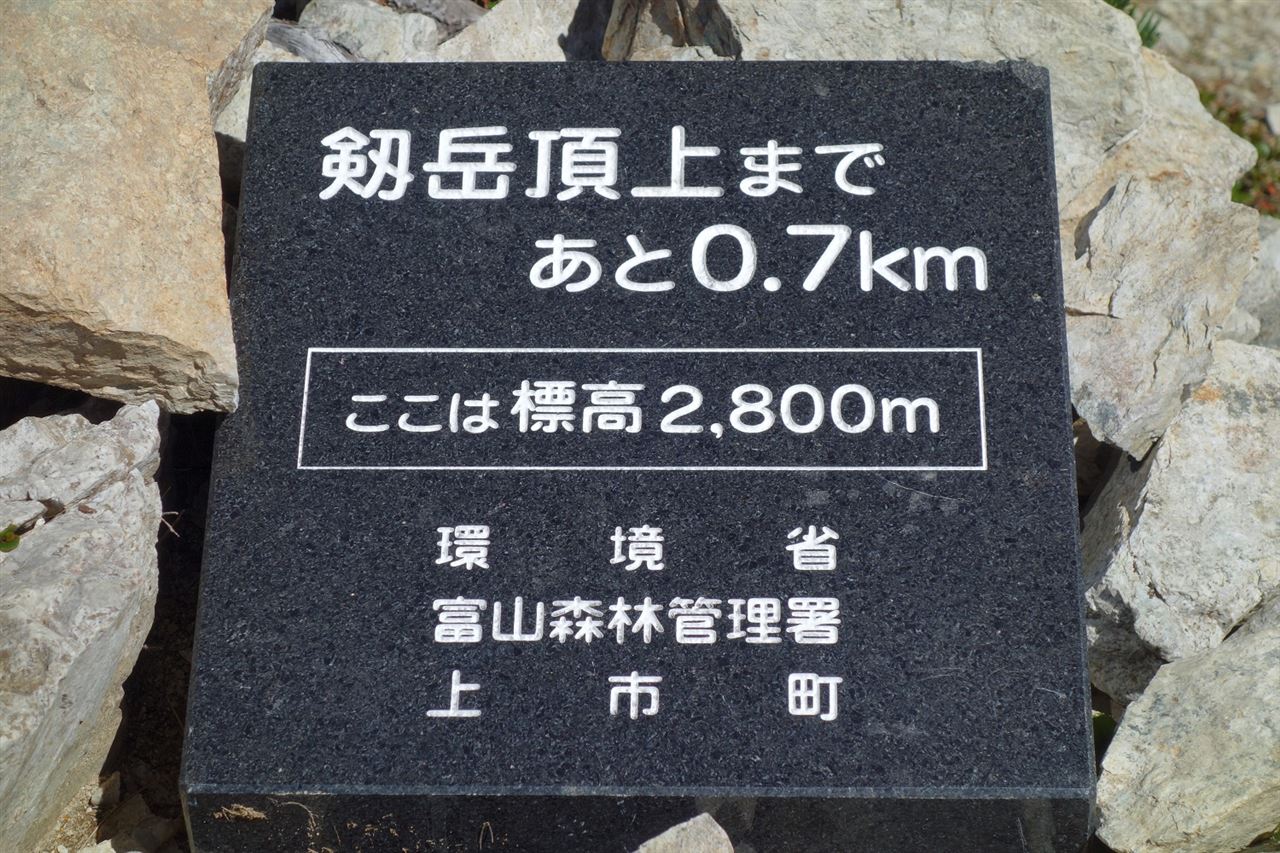 剱岳頂上まで
あと0.7km
ここは標高2,800m
環境省
富山森林管理署
上市町